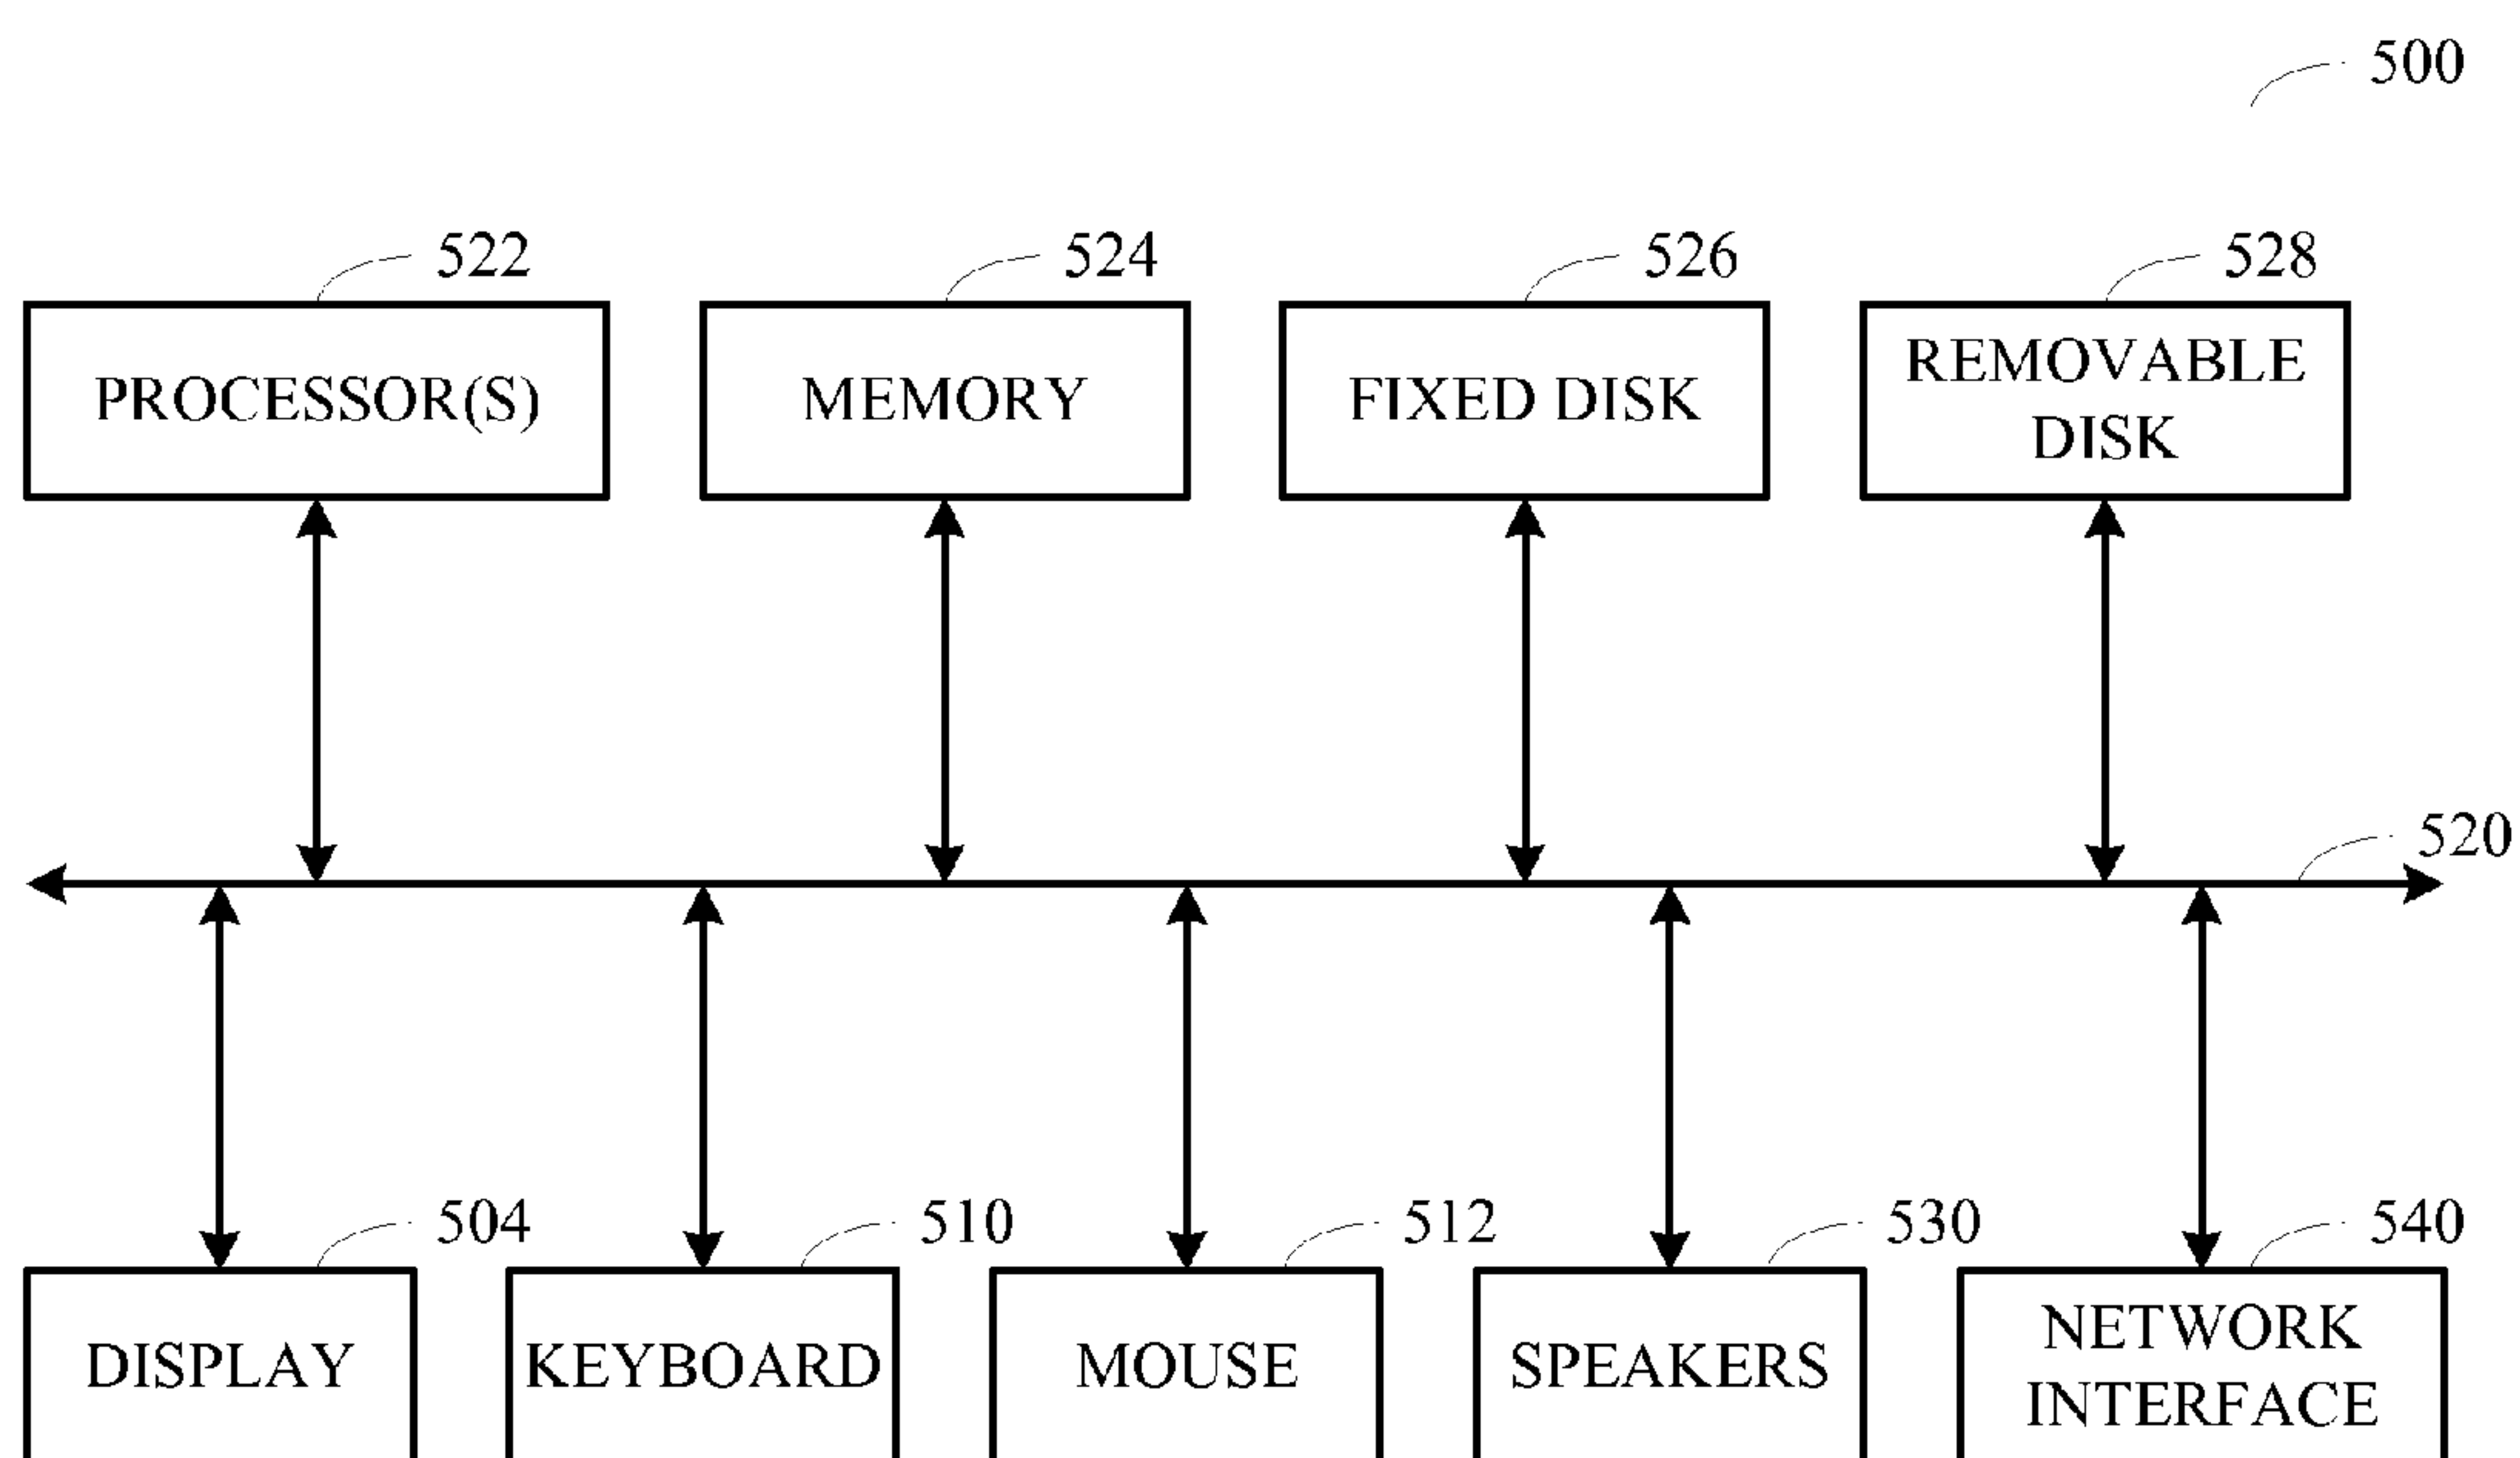 500
522
524
526
528
PROCESSOR(S)
MEMORY
FIXED DISK
REMOVABLE
DISK
520
504
510
512
530
540
DISPLAY
KEYBOARD
MOUSE
SPEAKERS
NETWORK
INTERFACE